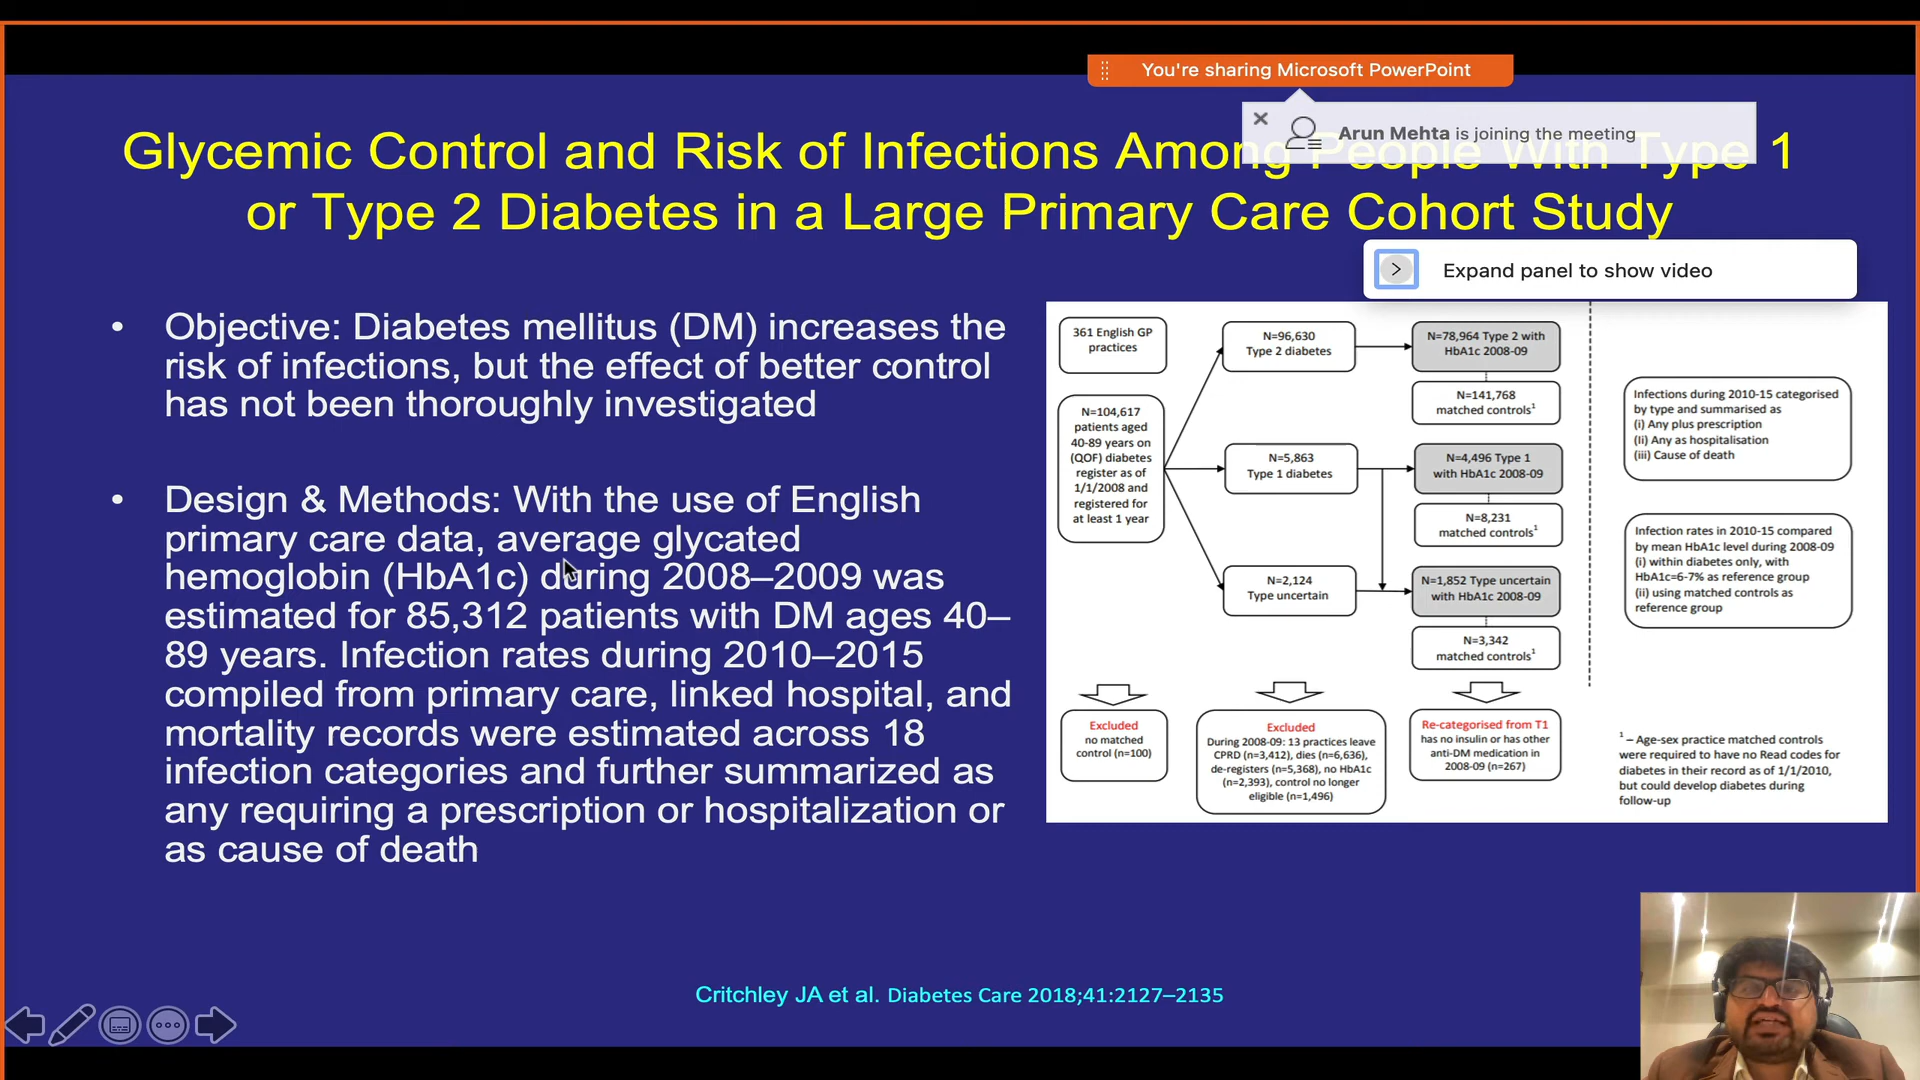 You're sharing Microsoft PowerPoint
Arun Mehta is joining the meeting
Glycemic Control and Risk of Infections Among People With Type 1
or Type 2 Diabetes in a Large Primary Care Cohort Study
Expand panel to show video
• Objective: Diabetes mellitus (DM) increases the
risk of infections, but the effect of better control
has not been thoroughly investigated
• Design & Methods: With the use of English
primary care data, average glycated
hemoglobin (HbA1c) during 2008–2009 was
estimated for 85,312 patients with DM ages 40–
89 years. Infection rates during 2010–2015
compiled from primary care, linked hospital, and
mortality records were estimated across 18
infection categories and further summarized as
any requiring a prescription or hospitalization or
as cause of death
361 English GP
practices
N=104,617
patients aged
40-89 years on
(QOF) diabetes
register as of
1/1/2008 and
registered for
at least 1 year
N=96,630
Type 2 diabetes
N=5,863
Type 1 diabetes
N=2,124
Type uncertain
N=78,964 Type 2 with
HbA1c 2008-09
N=141,768
matched controls1
N=4,496 Type 1
with HbA1c 2008-09
N=8,231
matched controls1
N=1,852 Type uncertain
with HbA1c 2008-09
N=3,342
matched controls1
Infections during 2010-15 categorised
by type and summarised as
(i) Any plus prescription
(Ii) Any as hospitalisation
(iii) Cause of death
Infection rates in 2010-15 compared
by mean HbA1c level during 2008-09
(i) within diabetes only, with
HbA1c=6-7% as reference group
(ii) using matched controls as
reference group
Excluded
no matched
control (n=100)
Excluded
During 2008-09: 13 practices leave
CPRD (n=3,412), dies (n=6,636),
de-registers (n=5,368), no HbA1c
(n=2,393), control no longer
eligible (n=1,496)
Re-categorised from T1
has no insulin or has other
anti-DM medication in
2008-09 (n=267)
1 – Age-sex practice matched controls
were required to have no Read codes for
diabetes in their record as of 1/1/2010,
but could develop diabetes during
follow-up
Critchley JA et al. Diabetes Care 2018;41:2127–2135